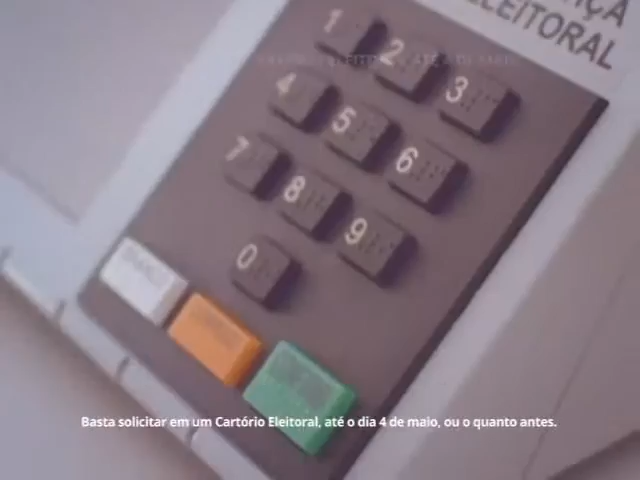 ELEITORAL
1 2 3
4 5 6
7 8 9
0
Basta solicitar em um Cartório Eleitoral, até o dia 4 de maio, ou o quanto antes.